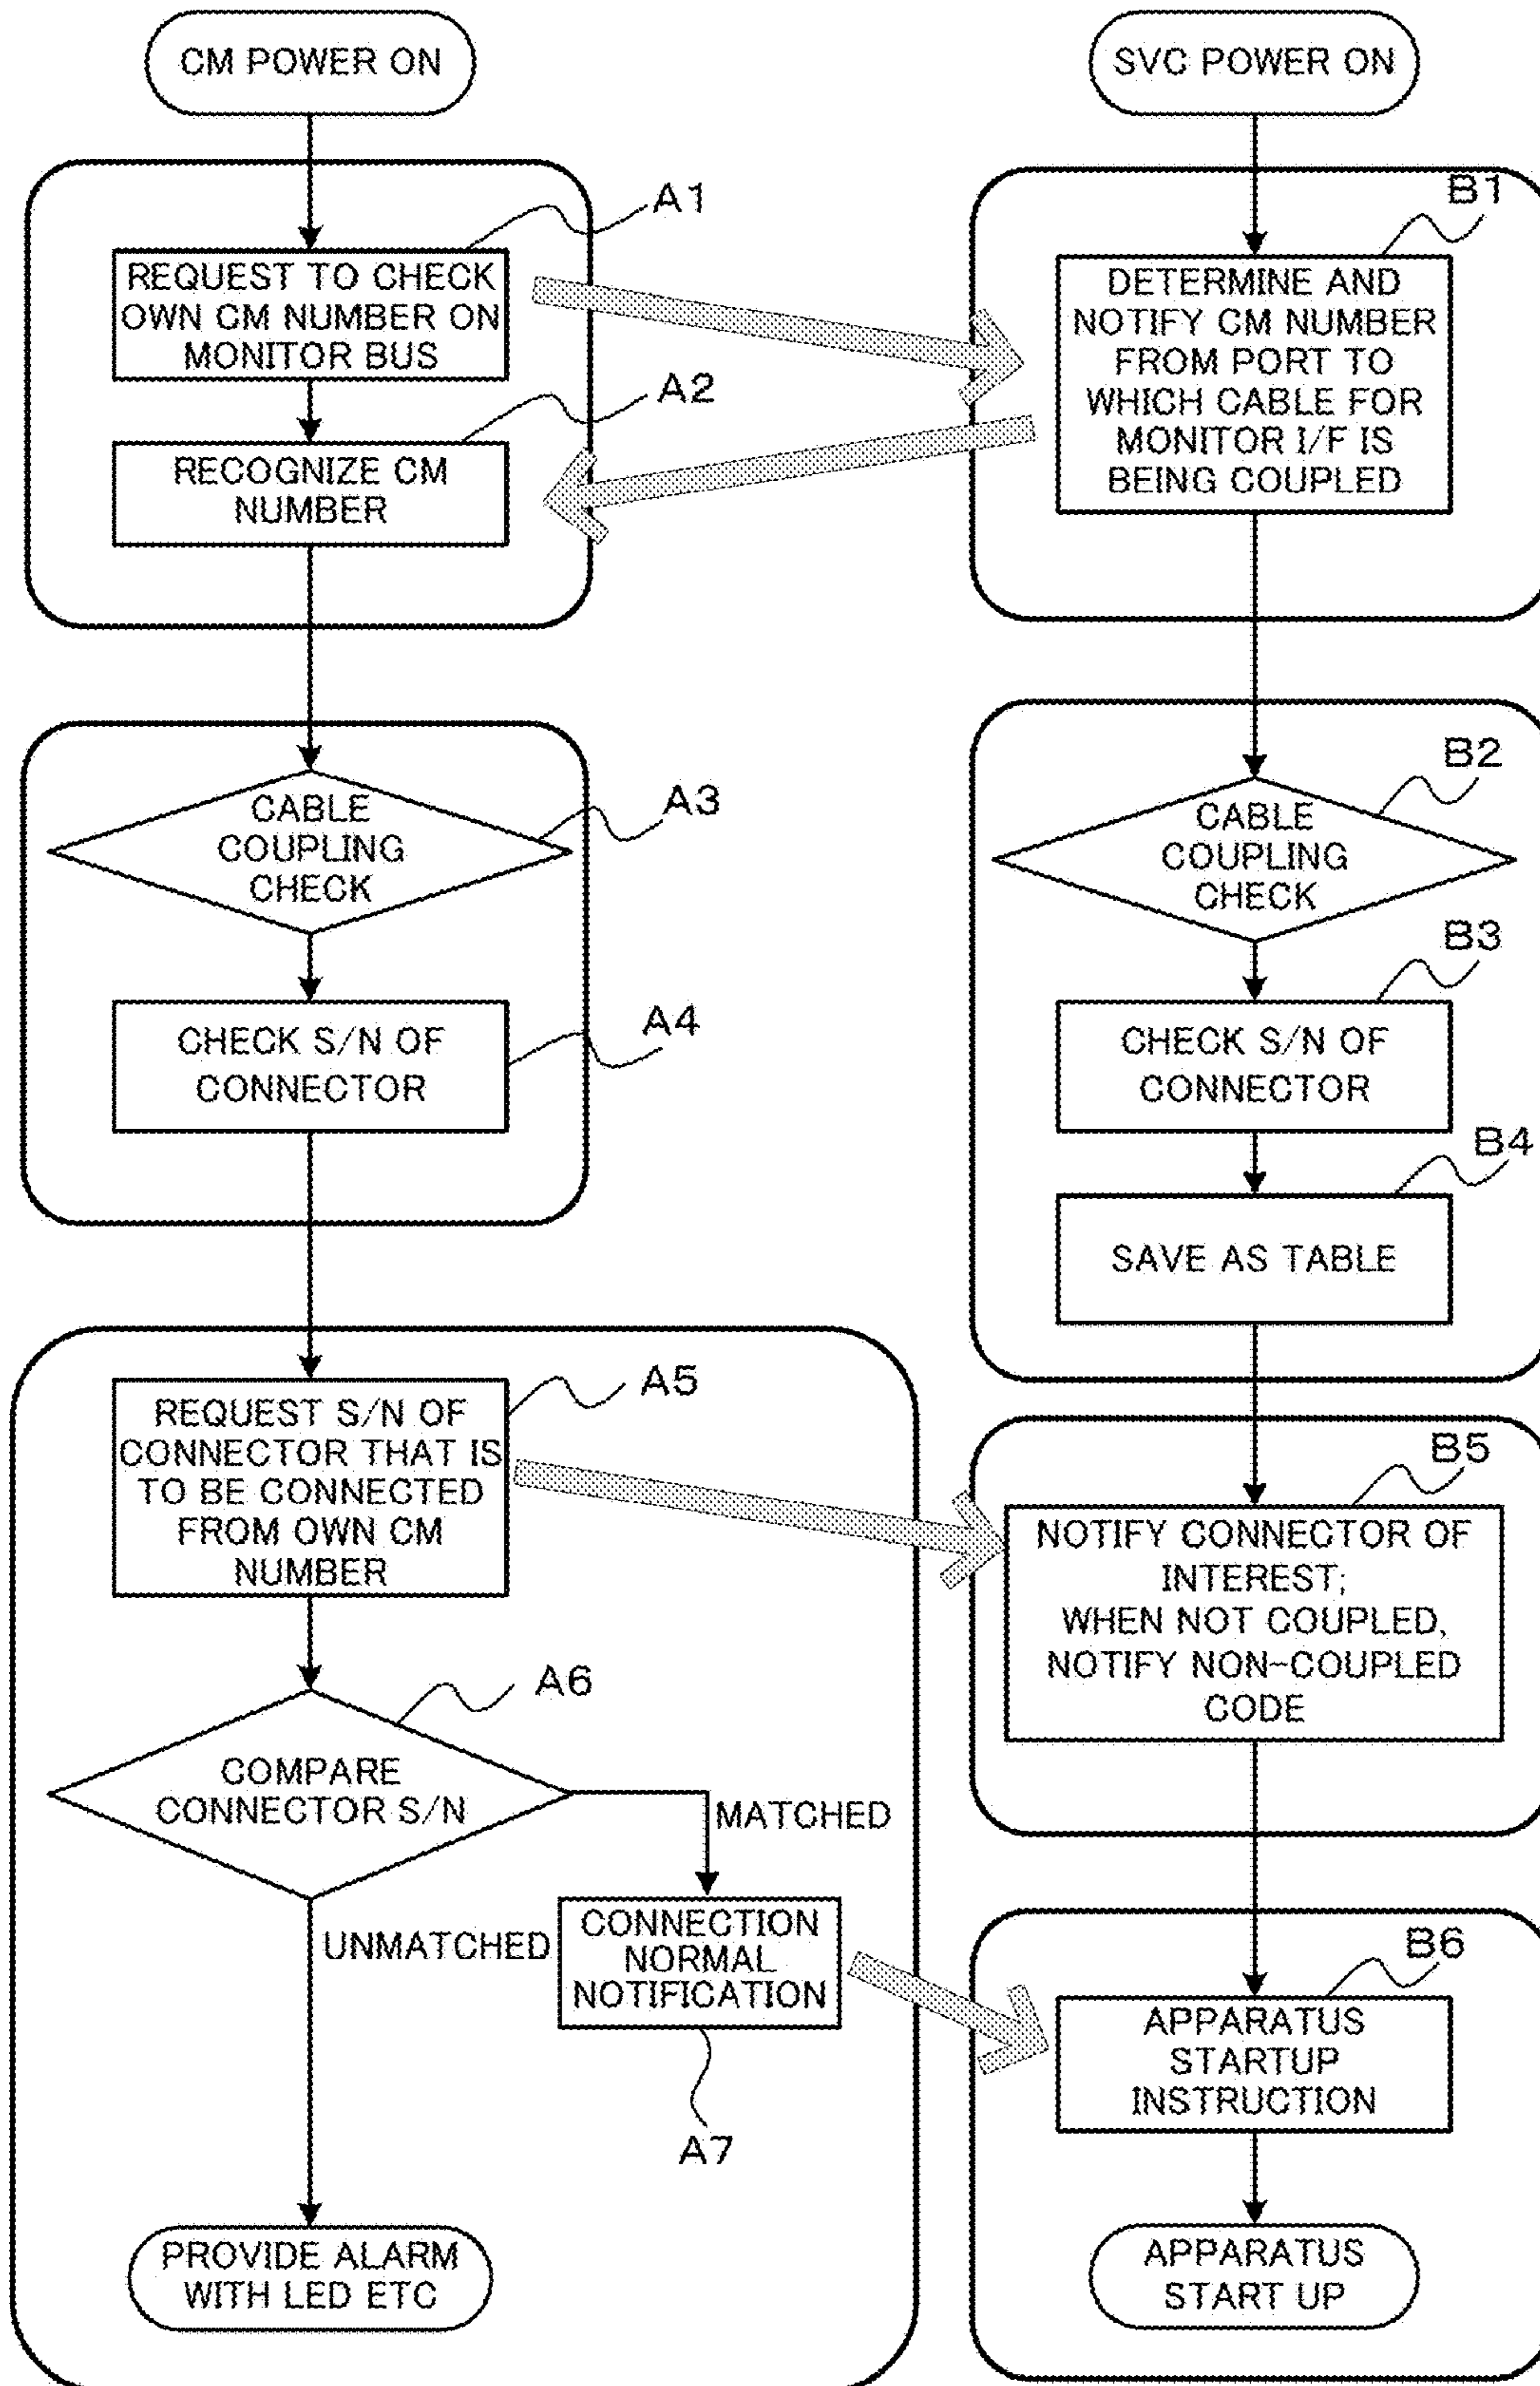 CM POWER ON
A1
REQUEST TO CHECK
OWN CM NUMBER ON
MONITOR BUS
A2
RECOGNIZE CM
NUMBER
A3
CABLE
COUPLING
CHECK
A4
CHECK S/N OF
CONNECTOR
A5
REQUEST S/N OF
CONNECTOR THAT IS
TO BE CONNECTED
FROM OWN CM
NUMBER
A6
COMPARE
CONNECTOR S/N
MATCHED
UNMATCHED
CONNECTION
NORMAL
NOTIFICATION
A7
PROVIDE ALARM
WITH LED ETC
SVC POWER ON
B1
DETERMINE AND
NOTIFY CM NUMBER
FROM PORT TO
WHICH CABLE FOR
MONITOR I/F IS
BEING COUPLED
B2
CABLE
COUPLING
CHECK
B3
CHECK S/N OF
CONNECTOR
B4
SAVE AS TABLE
B5
NOTIFY CONNECTOR OF
INTEREST;
WHEN NOT COUPLED,
NOTIFY NON-COUPLED
CODE
B6
APPARATUS
STARTUP
INSTRUCTION
APPARATUS
START UP